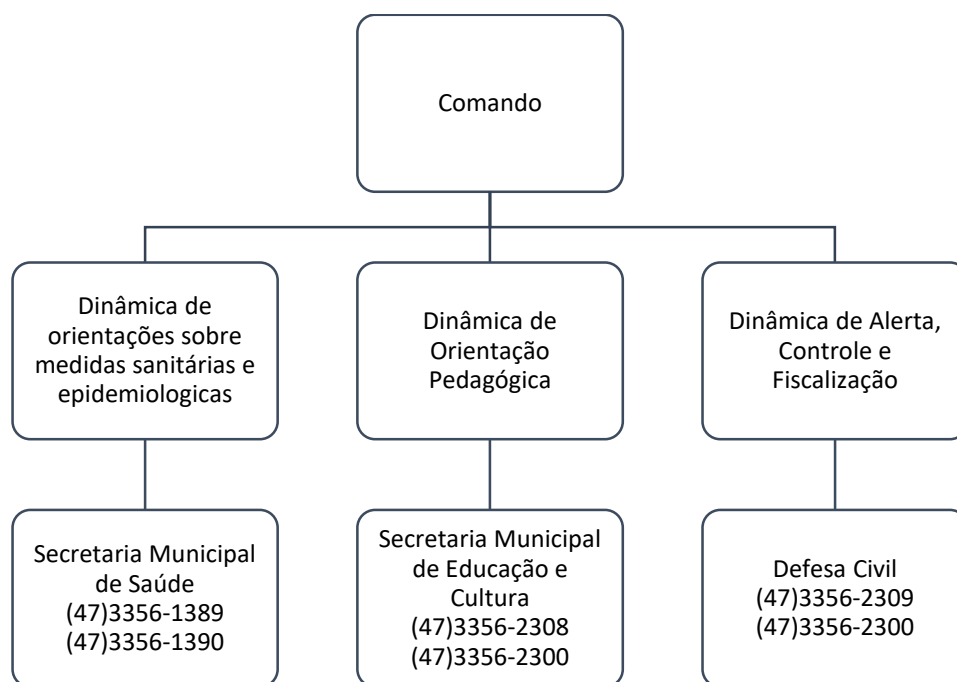 Comando
Dinâmica de
orientações sobre
medidas sanitárias e
epidemiologicas
Dinâmica de
Orientação
Pedagógica
Dinâmica de Alerta,
Controle e
Fiscalização
Secretaria Municipal
de Saúde
(47)3356-1389
(47)3356-1390
Secretaria Municipal
de Educação e
Cultura
(47)3356-2308
(47)3356-2300
Defesa Civil
(47)3356-2309
(47)3356-2300